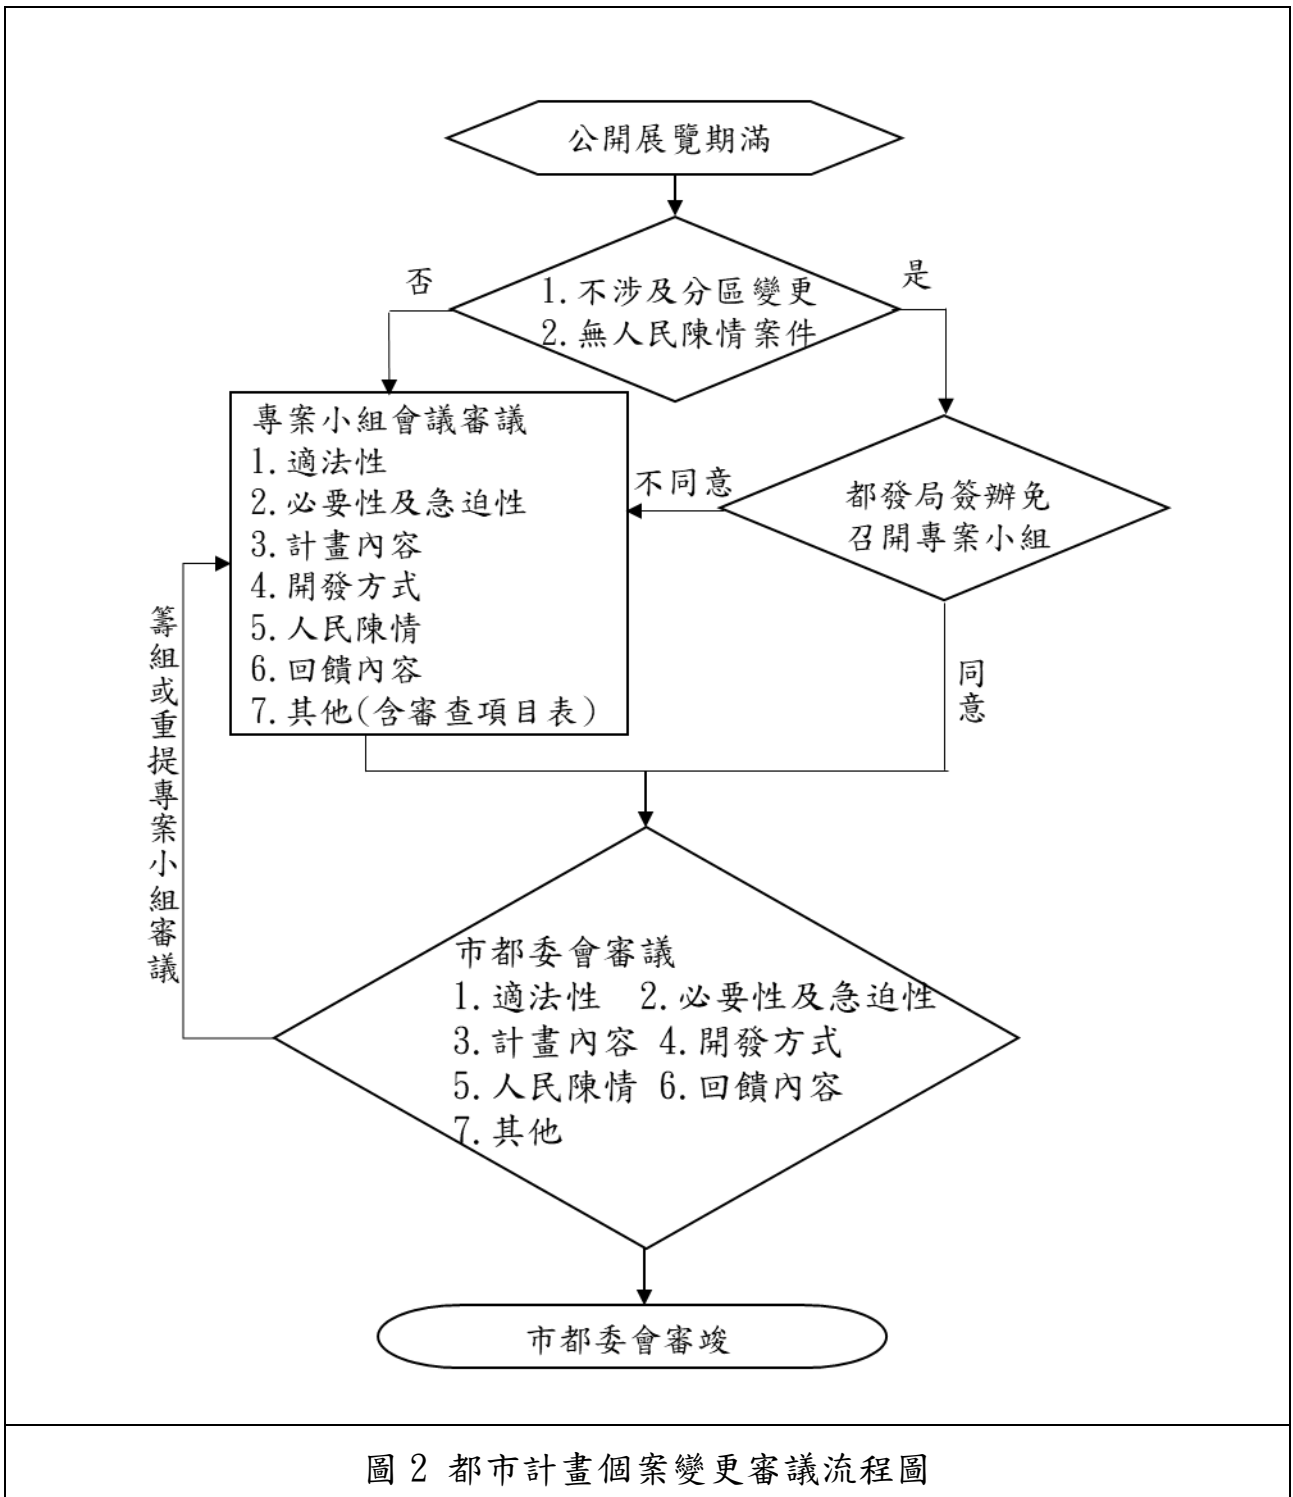 公開展覽期滿
否
是
1.不涉及分區變更
2.無人民陳情案件
專案小組會議審議
1.適法性
2.必要性及急迫性
3.計畫內容
4.開發方式
5.人民陳情
6.回饋內容
7.其他(含審查項目表)
不同意
都發局簽辦免
召開專案小組
同意
籌組或重提專案小組審議
市都委會審議
1.適法性 2.必要性及急迫性
3.計畫內容 4.開發方式
5.人民陳情 6.回饋內容
7.其他
市都委會審竣
圖 2 都市計畫個案變更審議流程圖